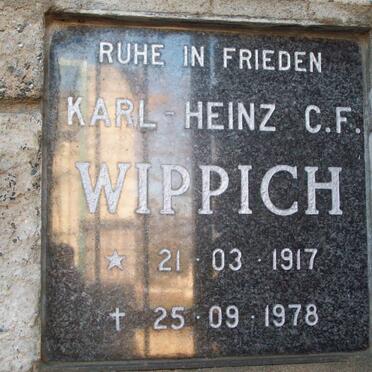 RUHE IN FRIEDEN
KARL-HEINZ C.F.
WIPPICH
* 21·03·1917
† 25·09·1978